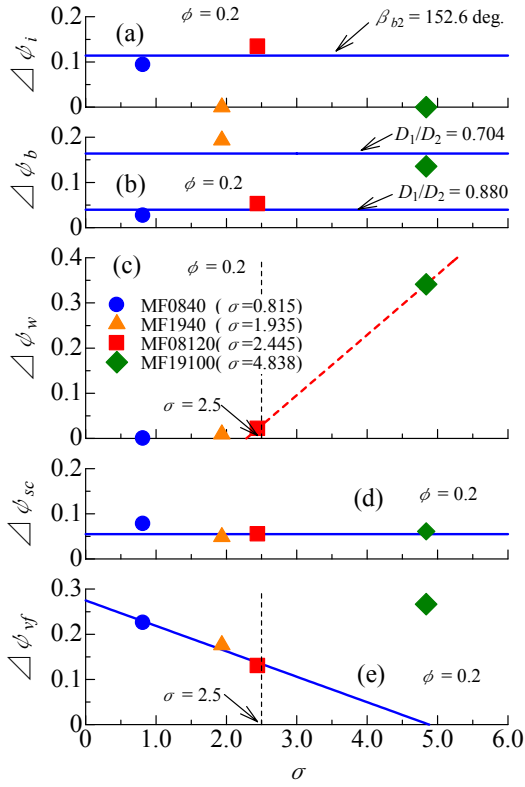 (a)
ϕ = 0.2
β_b2 = 152.6 deg.
0.2
0.1
0
⊿ϕ_i
D_1/D_2 = 0.704
0.2
0.1
0
⊿ϕ_b
(b)
ϕ = 0.2
D_1/D_2 = 0.880
(c)
ϕ = 0.2
0.4
0.3
0.2
0.1
0
⊿ϕ_w
MF0840 ( σ=0.815)
MF1940 ( σ=1.935)
MF08120 ( σ=2.445)
MF19100( σ=4.838)
σ = 2.5
0.2
0.1
0
⊿ϕ_sc
(d)
ϕ = 0.2
0.3
0.2
0.1
0
⊿ϕ_vf
(e)
ϕ = 0.2
σ = 2.5
0 1.0 2.0 3.0 4.0 5.0 6.0
σ